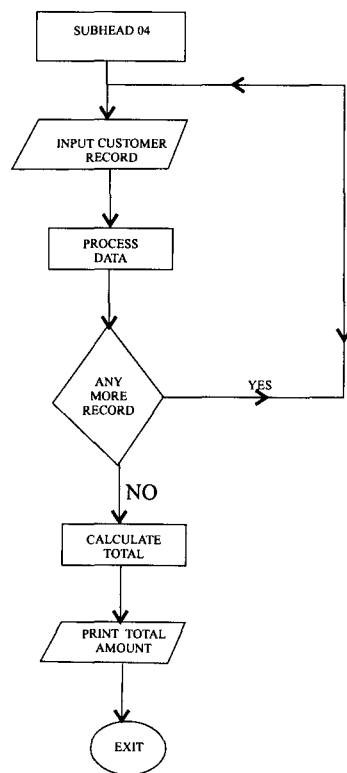 SUBHEAD 04
INPUT CUSTOMER
RECORD
PROCESS
DATA
ANY
MORE
RECORD
YES
NO
CALCULATE
TOTAL
PRINT TOTAL
AMOUNT
EXIT